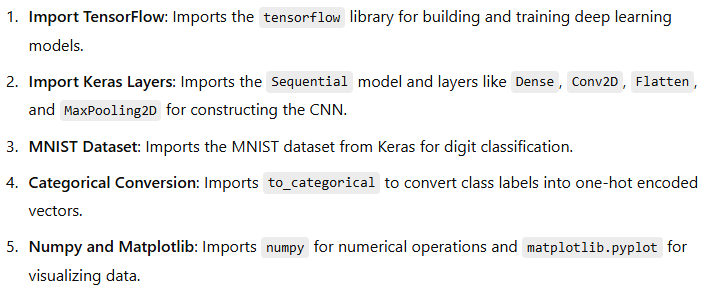 1. Import TensorFlow: Imports the tensorflow library for building and training deep learning
models.
2. Import Keras Layers: Imports the Sequential model and layers like Dense, Conv2D, Flatten,
and MaxPooling2D for constructing the CNN.
3. MNIST Dataset: Imports the MNIST dataset from Keras for digit classification.
4. Categorical Conversion: Imports to_categorical to convert class labels into one-hot encoded
vectors.
5. Numpy and Matplotlib: Imports numpy for numerical operations and matplotlib.pyplot for
visualizing data.